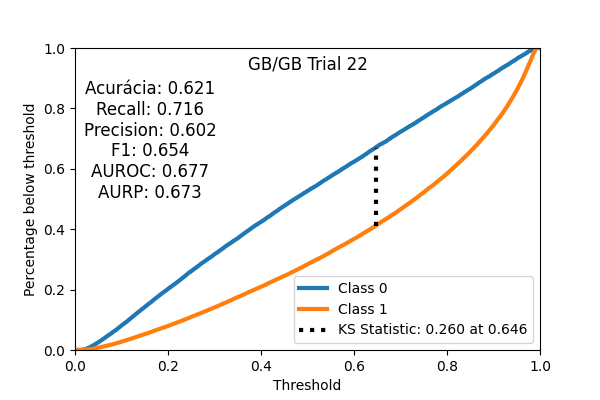 GB/GB Trial 22
Acurácia: 0.621
Recall: 0.716
Precision: 0.602
F1: 0.654
AUROC: 0.677
AURP: 0.673
Percentage below threshold
1.0
0.8
0.6
0.4
0.2
0.0
Class 0
Class 1
KS Statistic: 0.260 at 0.646
0.0 0.2 0.4 0.6 0.8 1.0
Threshold